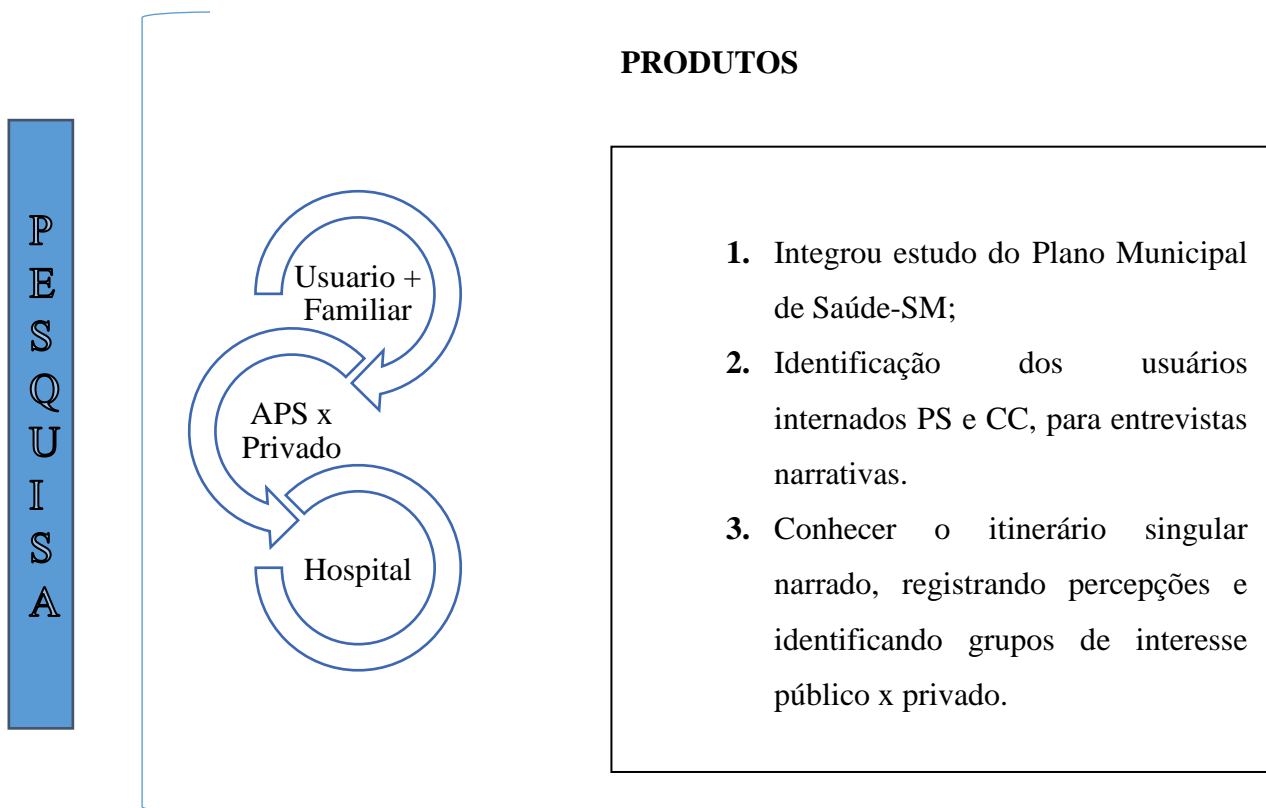 PRODUTOS
P
E
S
Q
U
I
S
A
Usuario +
Familiar
APS x
Privado
Hospital
1. Integrou estudo do Plano Municipal
de Saúde-SM;
2. Identificação dos usuários
internados PS e CC, para entrevistas
narrativas.
3. Conhecer o itinerário singular
narrado, registrando percepções e
identificando grupos de interesse
público x privado.